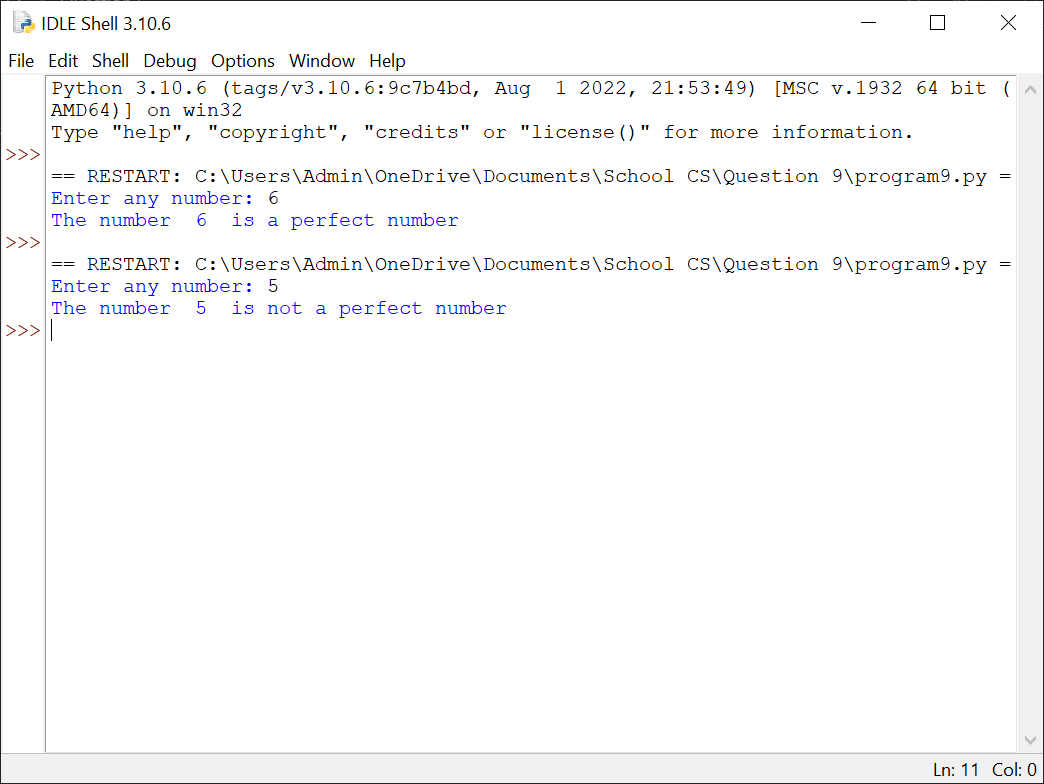 IDLE Shell 3.10.6
File Edit Shell Debug Options Window Help
Python 3.10.6 (tags/v3.10.6:9c7b4bd, Aug  1 2022, 21:53:49) [MSC v.1932 64 bit (
AMD64)] on win32
Type "help", "copyright", "credits" or "license()" for more information.
>>>
== RESTART: C:\Users\Admin\OneDrive\Documents\School CS\Question 9\program9.py =
Enter any number: 6
The number  6  is a perfect number
>>>
== RESTART: C:\Users\Admin\OneDrive\Documents\School CS\Question 9\program9.py =
Enter any number: 5
The number  5  is not a perfect number
>>>
Ln: 11 Col: 0